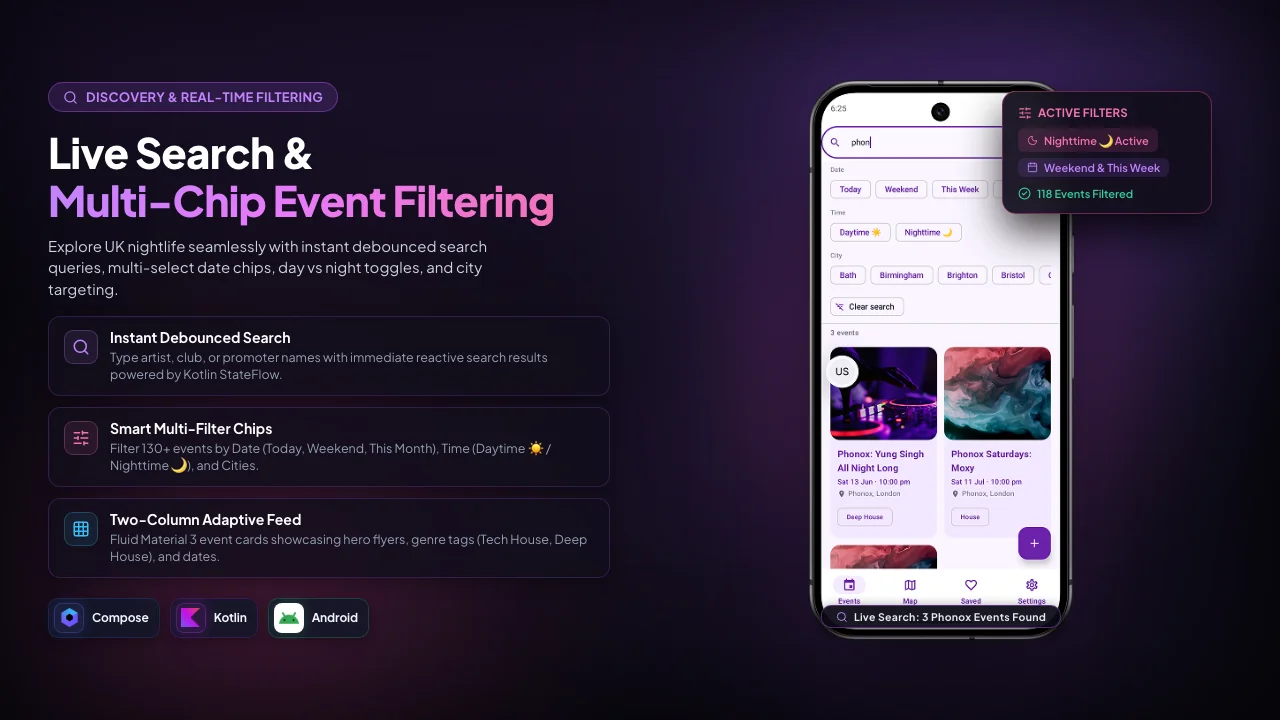 DISCOVERY & REAL-TIME FILTERING
Live Search &
Multi-Chip Event Filtering
Explore UK nightlife seamlessly with instant debounced search
queries, multi-select date chips, day vs night toggles, and city
targeting.
Instant Debounced Search
Type artist, club, or promoter names with immediate reactive search results
powered by Kotlin StateFlow.
Smart Multi-Filter Chips
Filter 130+ events by Date (Today, Weekend, This Month), Time (Daytime ☀️ /
Nighttime 🌙), and Cities.
Two-Column Adaptive Feed
Fluid Material 3 event cards showcasing hero flyers, genre tags (Tech House, Deep
House), and dates.
Compose
Kotlin
Android
6:25
phon
Date
Today Weekend This Week
Time
Daytime ☀️ Nighttime 🌙
City
Bath Birmingham Brighton Bristol
Clear search
3 events
US
Phonox: Yung Singh
All Night Long
Sat 13 Jun · 10:00 pm
Phonox, London
Deep House
Phonox Saturdays:
Moxy
Sat 11 Jul · 10:00 pm
Phonox, London
House
+
Events Map Saved Settings
Live Search: 3 Phonox Events Found
ACTIVE FILTERS
Nighttime 🌙 Active
Weekend & This Week
118 Events Filtered